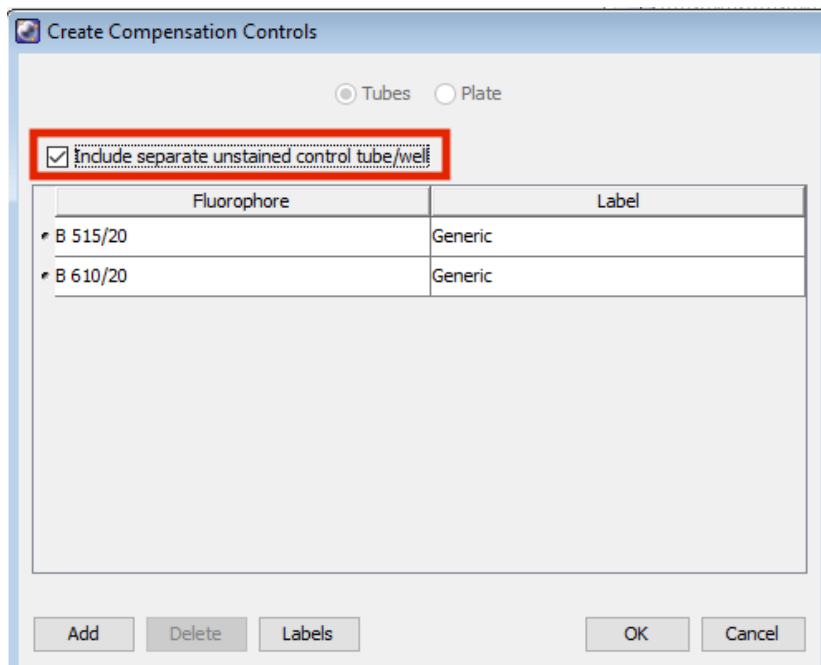 Create Compensation Controls
Tubes Plate
Include separate unstained control tube/well
Fluorophore Label
B 515/20 Generic
B 610/20 Generic
Add Delete Labels OK Cancel